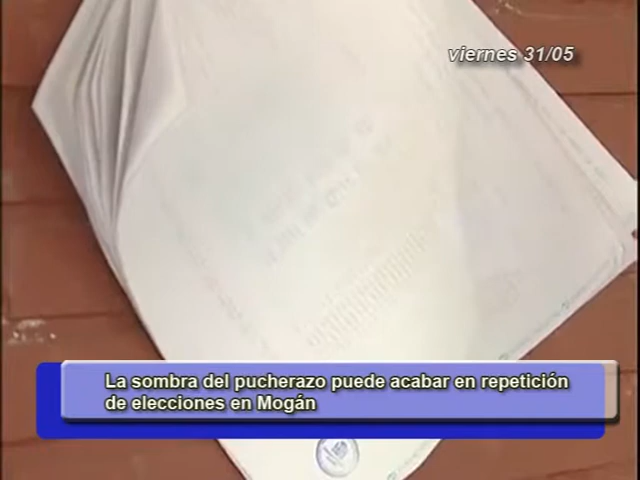 viernes 31/05
La sombra del pucherazo puede acabar en repetición
de elecciones en Mogán